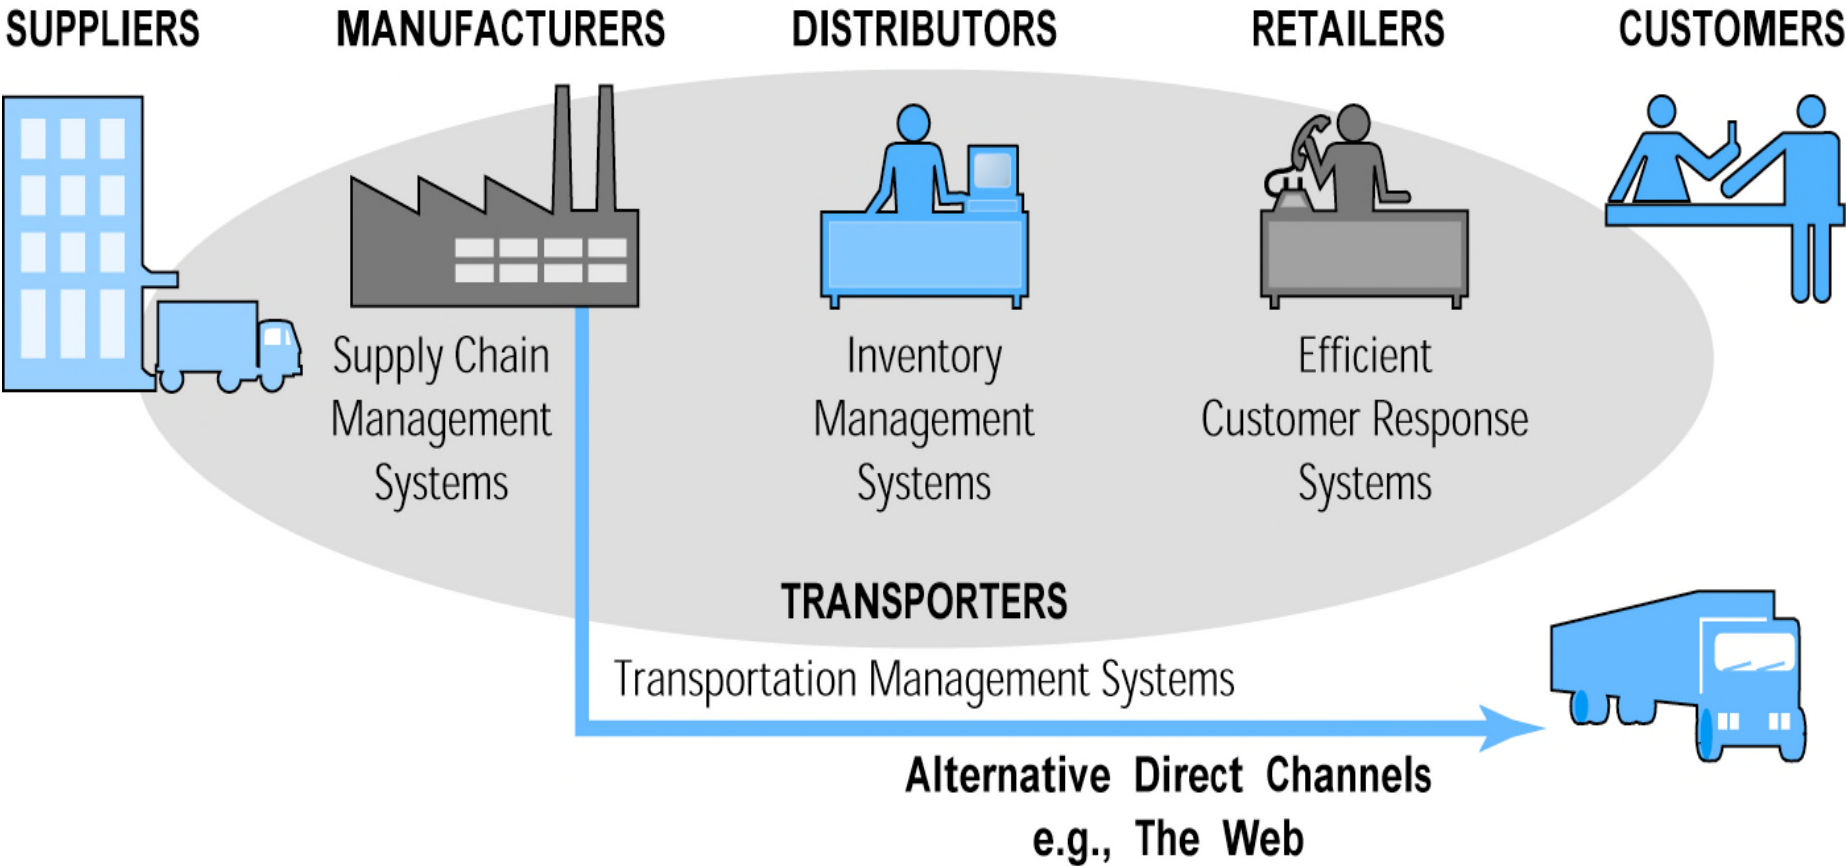 SUPPLIERS
MANUFACTURERS
DISTRIBUTORS
RETAILERS
CUSTOMERS
Supply Chain
Management
Systems
Inventory
Management
Systems
Efficient
Customer Response
Systems
TRANSPORTERS
Transportation Management Systems
Alternative Direct Channels
e.g., The Web